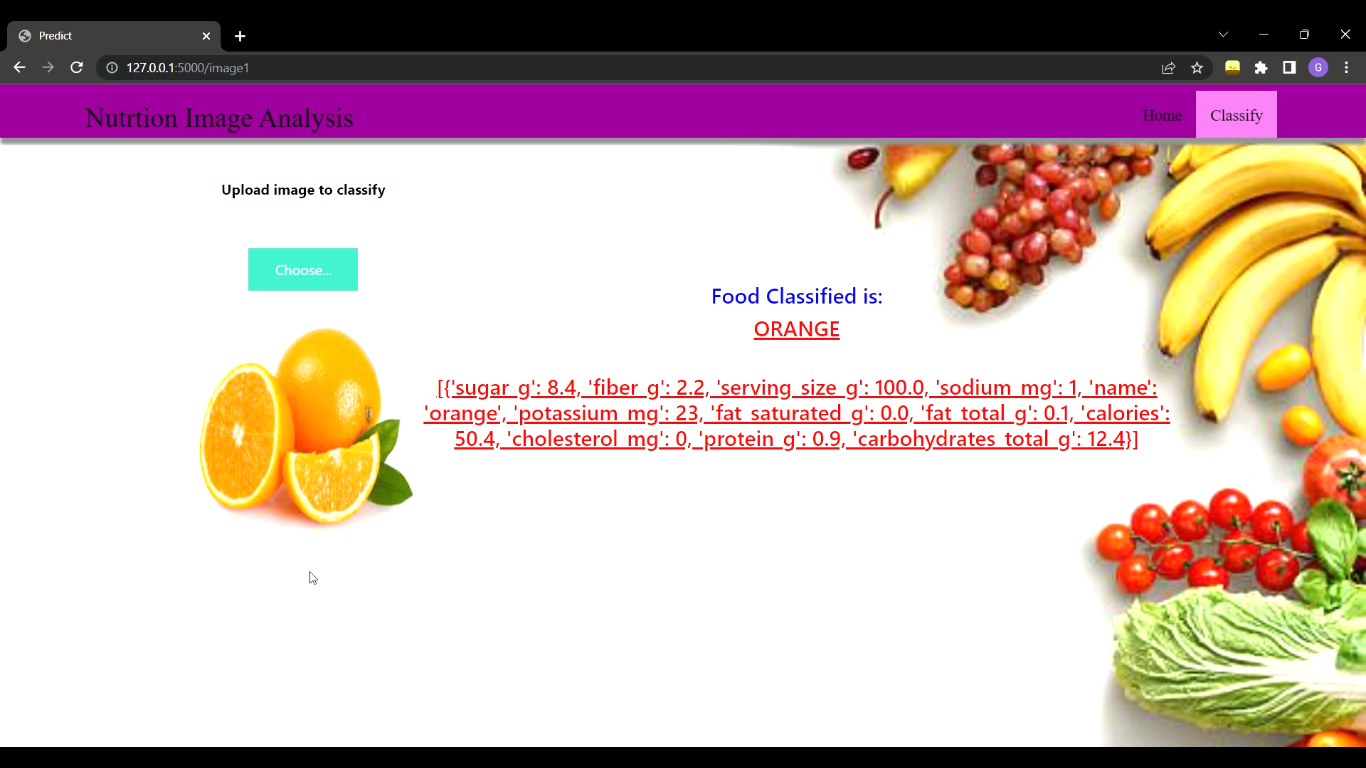 Predict
127.0.0.1:5000/image1
G
Nutrtion Image Analysis
Home
Classify
Upload image to classify
Choose...
Food Classified is:
ORANGE
[{'sugar_g': 8.4, 'fiber_g': 2.2, 'serving_size_g': 100.0, 'sodium_mg': 1, 'name':
'orange', 'potassium_mg': 23, 'fat_saturated_g': 0.0, 'fat_total_g': 0.1, 'calories':
50.4, 'cholesterol_mg': 0, 'protein_g': 0.9, 'carbohydrates_total_g': 12.4}]